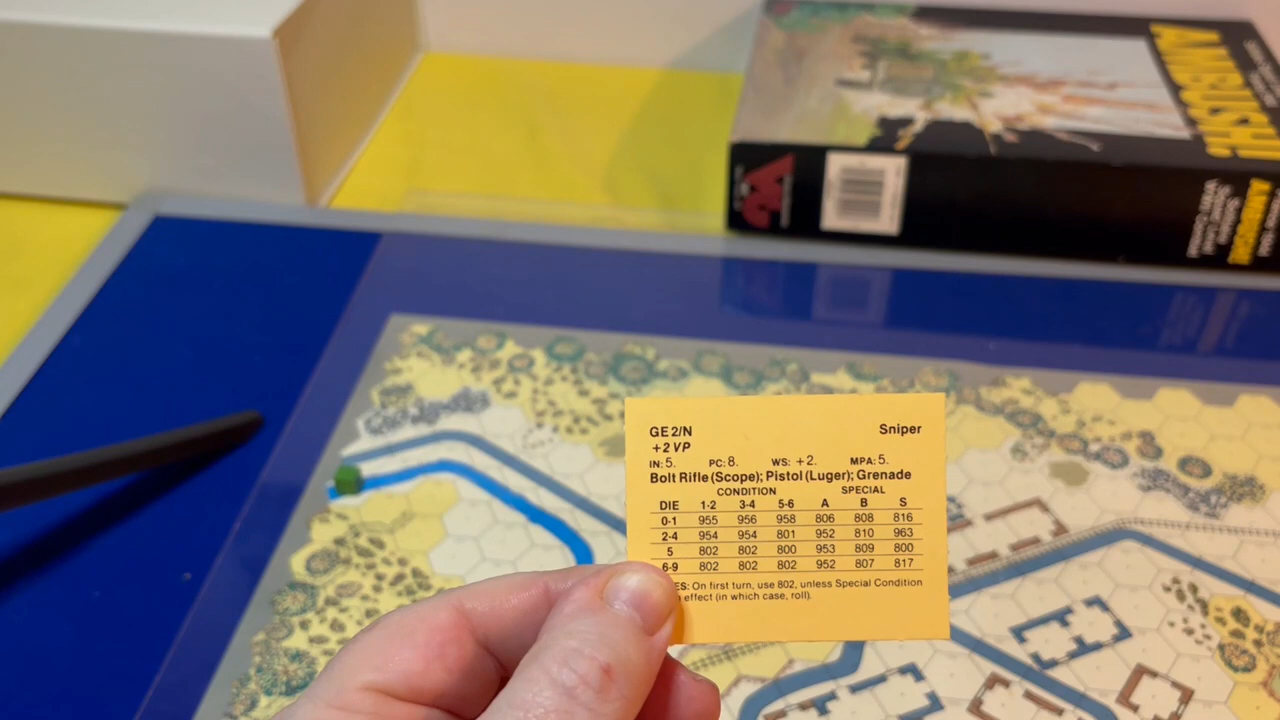 AMBUSH!
AMBUSH!
GE 2/N Sniper
+2 VP
IN: 5. PC: 8. WS: +2. MPA: 5.
Bolt Rifle (Scope); Pistol (Luger); Grenade
CONDITION SPECIAL
DIE 1-2 3-4 5-6 A B S
0-1 955 956 958 806 808 816
2-4 954 954 801 952 810 963
5 802 802 800 953 809 800
6-9 802 802 802 952 807 817
ES: On first turn, use 802, unless Special Condition
effect (in which case, roll).